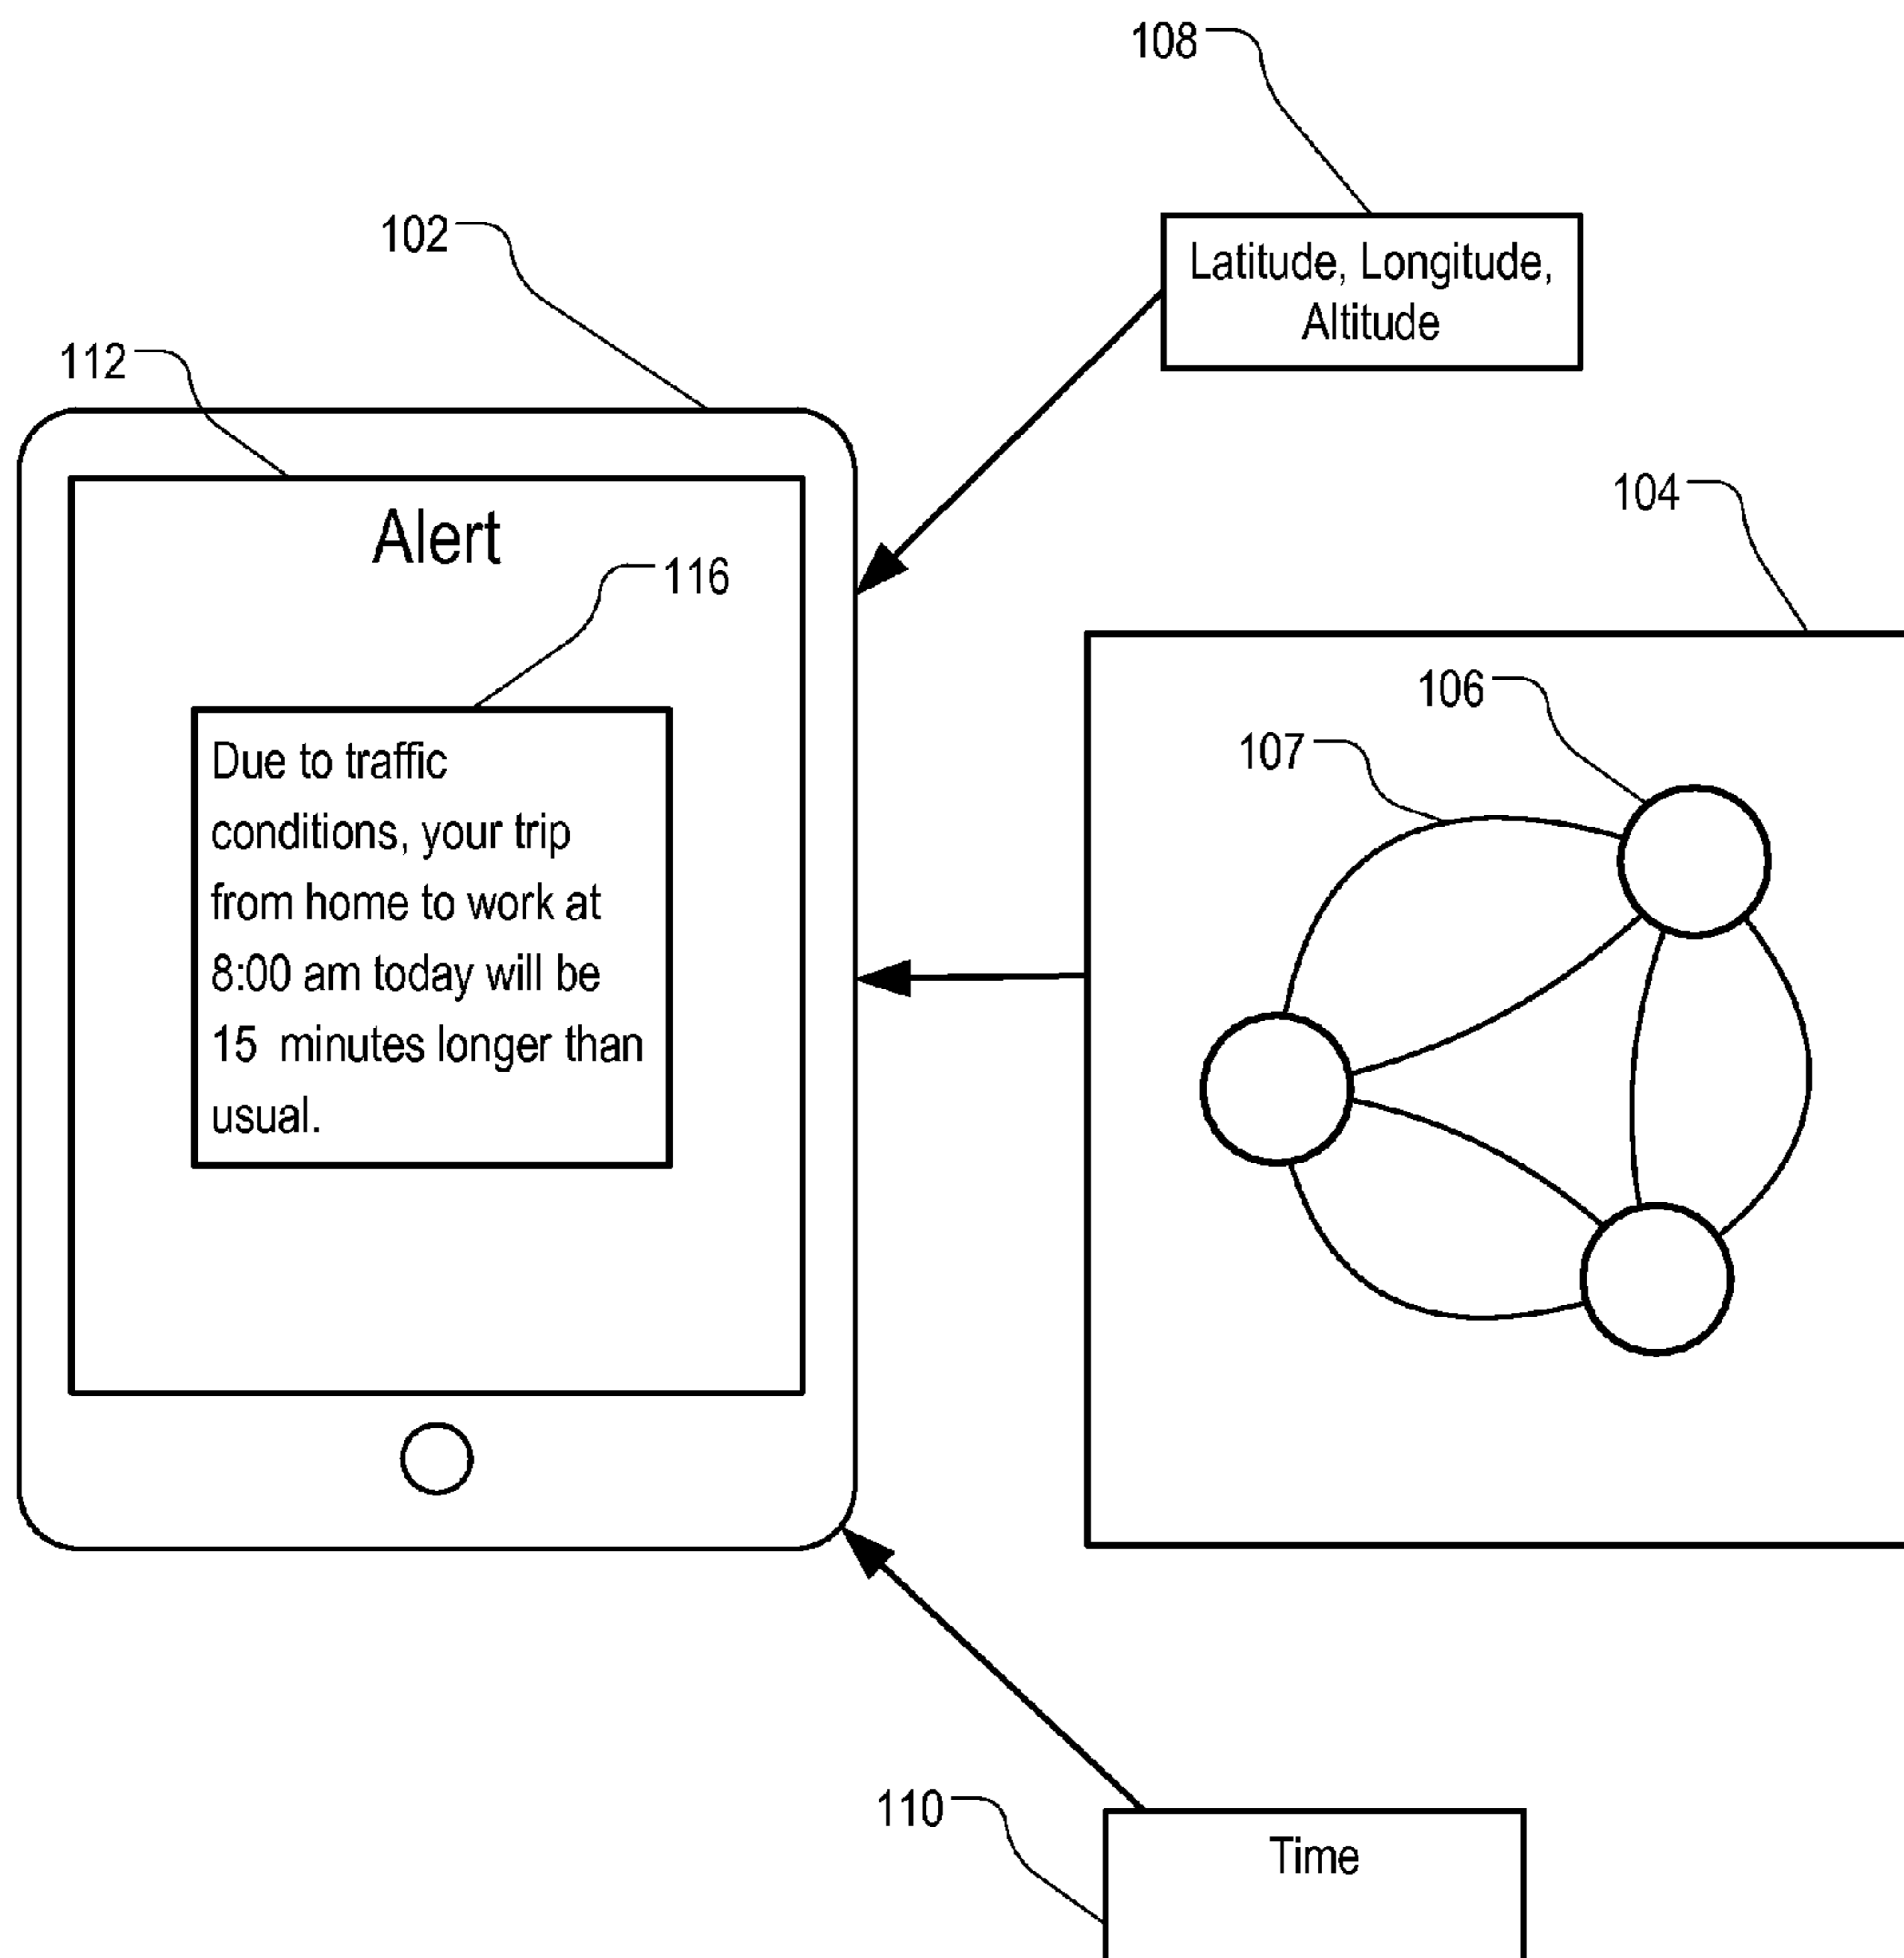 108
Latitude, Longitude,
Altitude
102
112
Alert
116
Due to traffic
conditions, your trip
from home to work at
8:00 am today will be
15 minutes longer than
usual.
104
106
107
110
Time